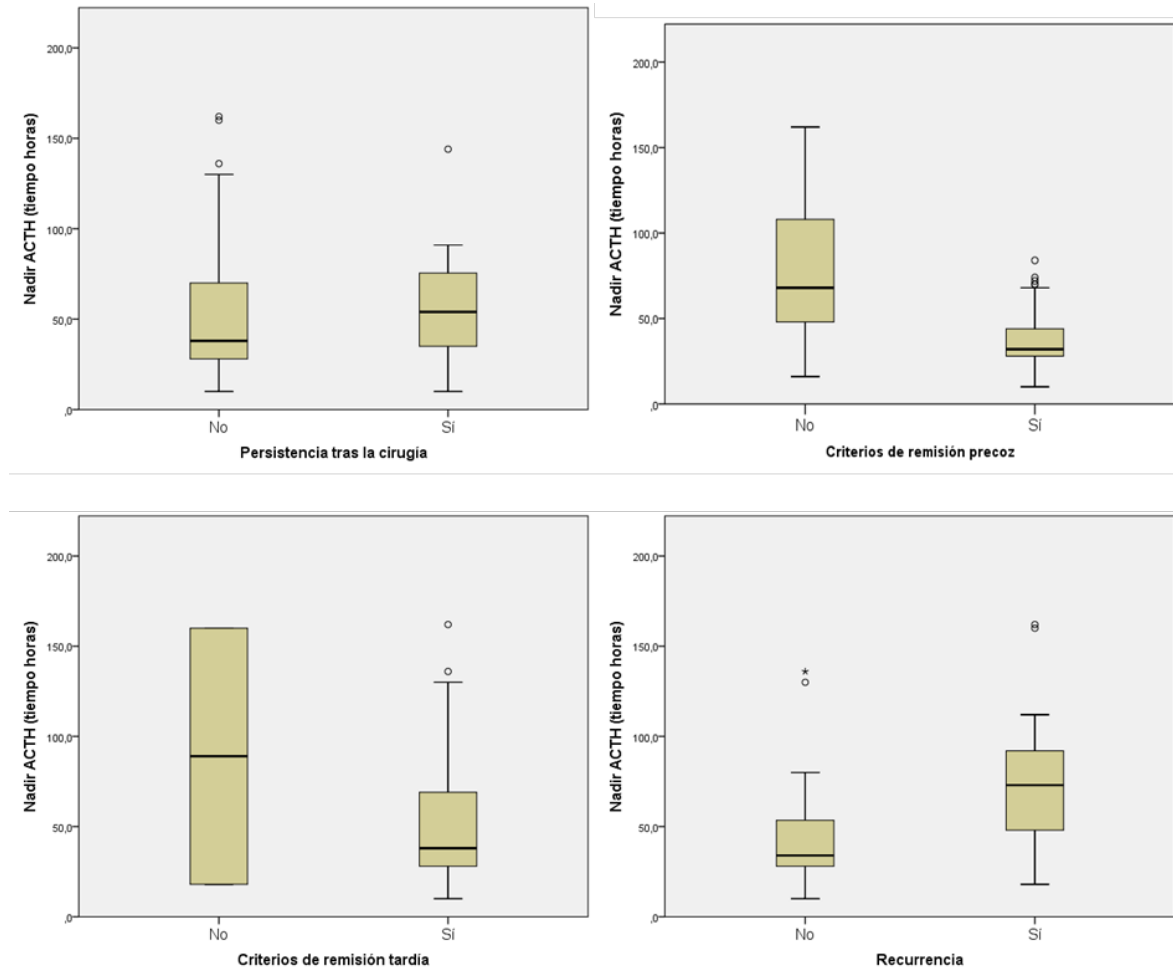 Nadir ACTH (tiempo horas)
200,0
150,0
100,0
50,0
,0
No
Sí
Persistencia tras la cirugía
Nadir ACTH (tiempo horas)
200,0
150,0
100,0
50,0
,0
No
Sí
Criterios de remisión precoz
Nadir ACTH (tiempo horas)
200,0
150,0
100,0
50,0
,0
No
Sí
Criterios de remisión tardía
Nadir ACTH (tiempo horas)
200,0
150,0
100,0
50,0
,0
No
Sí
Recurrencia